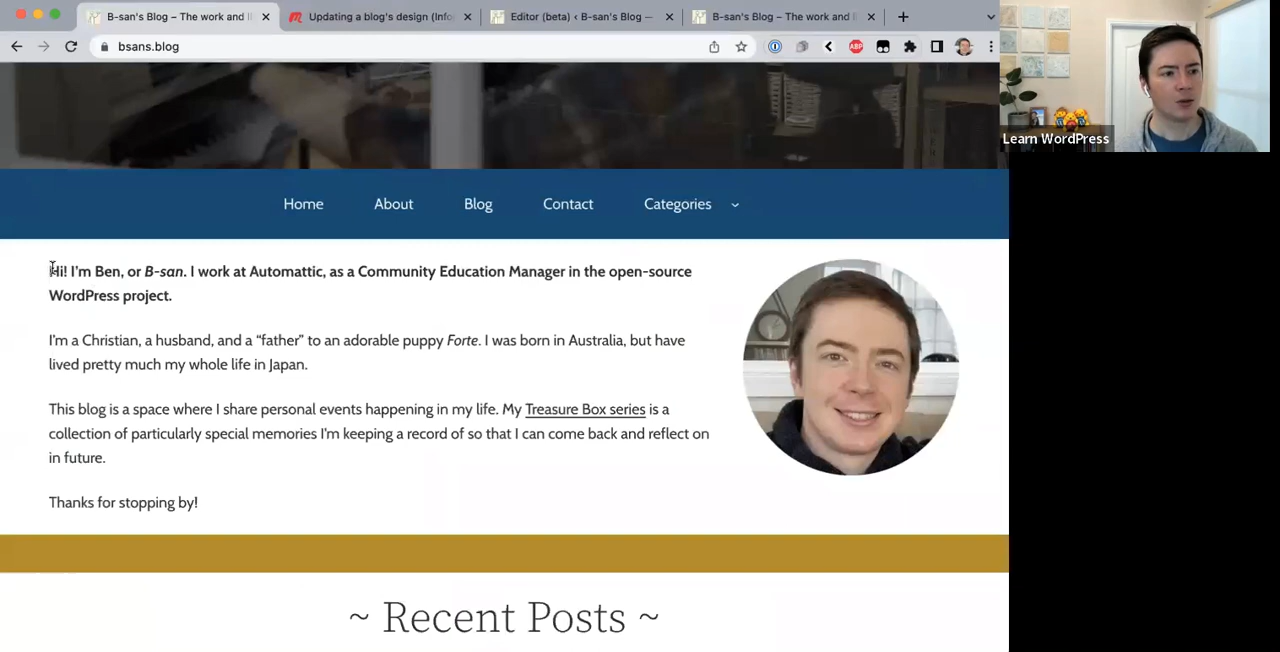 B-san's Blog – The work and l
Updating a blog's design (Info
Editor (beta) ‹ B-san's Blog —
B-san's Blog – The work and l
bsans.blog
ABP
Learn WordPress
Home About Blog Contact Categories
Hi! I'm Ben, or B-san. I work at Automattic, as a Community Education Manager in the open-source
WordPress project.
I'm a Christian, a husband, and a “father” to an adorable puppy Forte. I was born in Australia, but have
lived pretty much my whole life in Japan.
This blog is a space where I share personal events happening in my life. My Treasure Box series is a
collection of particularly special memories I'm keeping a record of so that I can come back and reflect on
in future.
Thanks for stopping by!
~ Recent Posts ~